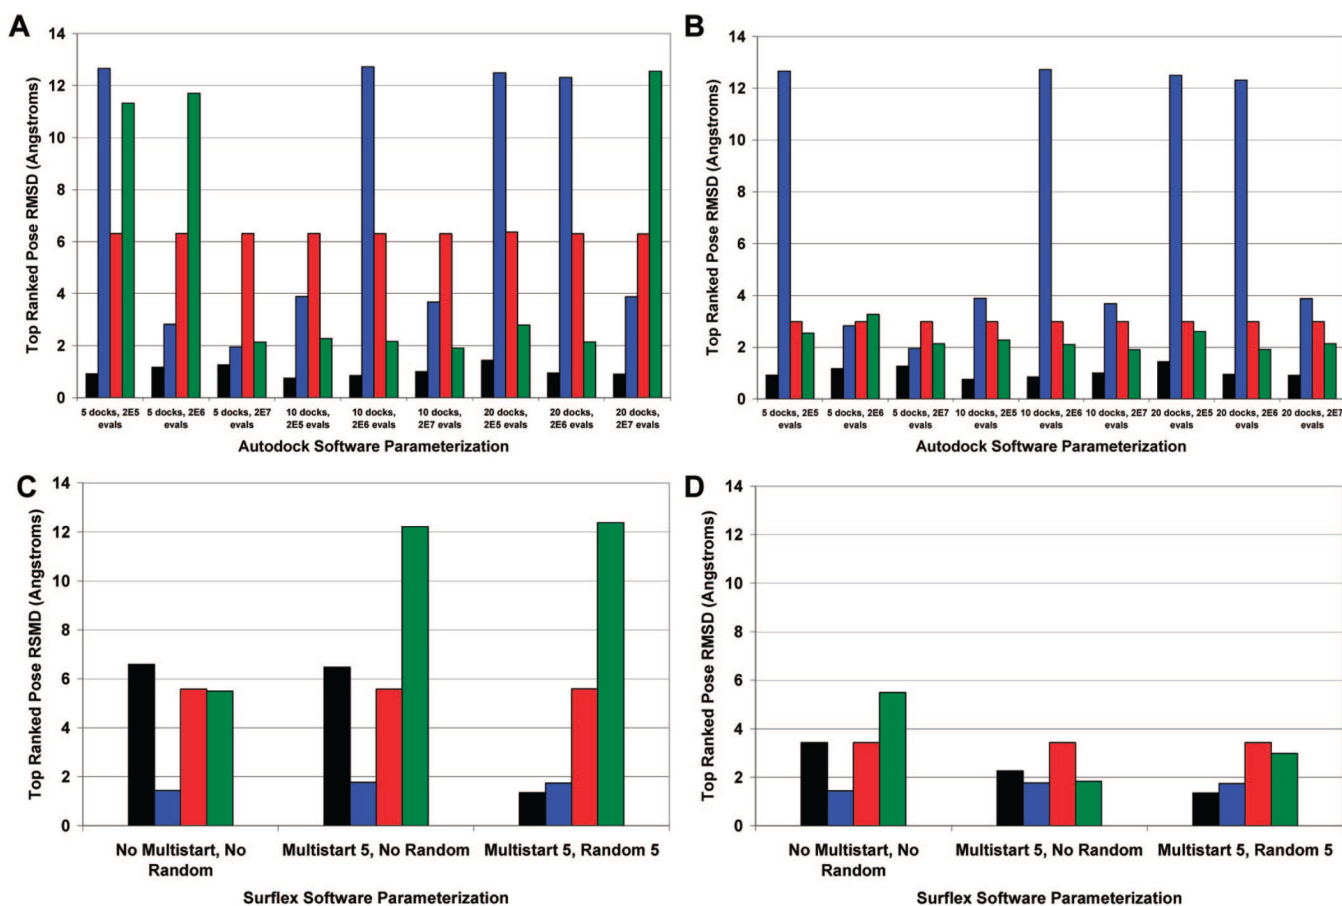 A
Top Ranked Pose RMSD (Angstroms)
14
12
10
8
6
4
2
0
5 docks, 2E5 evals
5 docks, 2E6 evals
5 docks, 2E7 evals
10 docks, 2E5 evals
10 docks, 2E6 evals
10 docks, 2E7 evals
20 docks, 2E5 evals
20 docks, 2E6 evals
20 docks, 2E7 evals
Autodock Software Parameterization
B
Top Ranked Pose RMSD (Angstroms)
14
12
10
8
6
4
2
0
5 docks, 2E5 evals
5 docks, 2E6 evals
5 docks, 2E7 evals
10 docks, 2E5 evals
10 docks, 2E6 evals
10 docks, 2E7 evals
20 docks, 2E5 evals
20 docks, 2E6 evals
20 docks, 2E7 evals
Autodock Software Parameterization
C
Top Ranked Pose RSMD (Angstroms)
14
12
10
8
6
4
2
0
No Multistart, No Random
Multistart 5, No Random
Multistart 5, Random 5
Surflex Software Parameterization
D
Top Ranked Pose RMSD (Angstroms)
14
12
10
8
6
4
2
0
No Multistart, No Random
Multistart 5, No Random
Multistart 5, Random 5
Surflex Software Parameterization